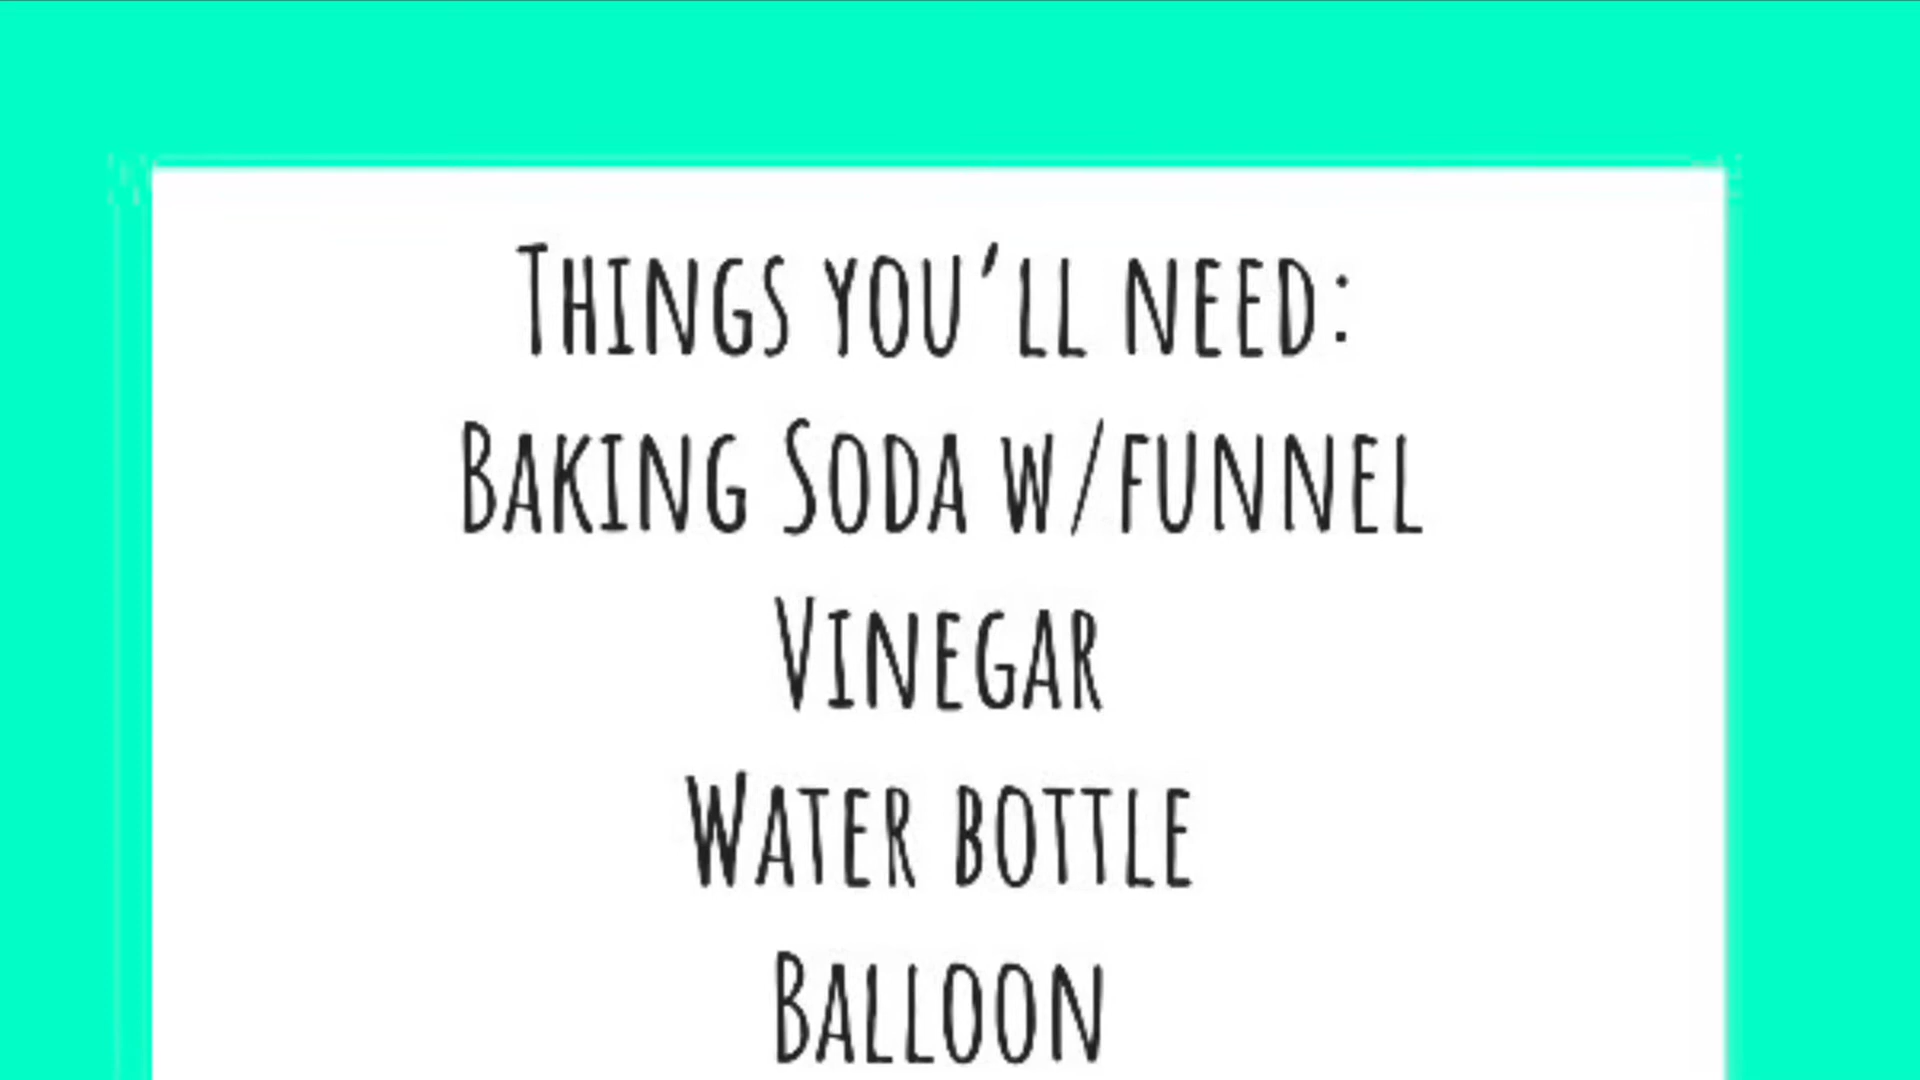 Things you'll need:
Baking Soda w/funnel
Vinegar
Water bottle
Balloon